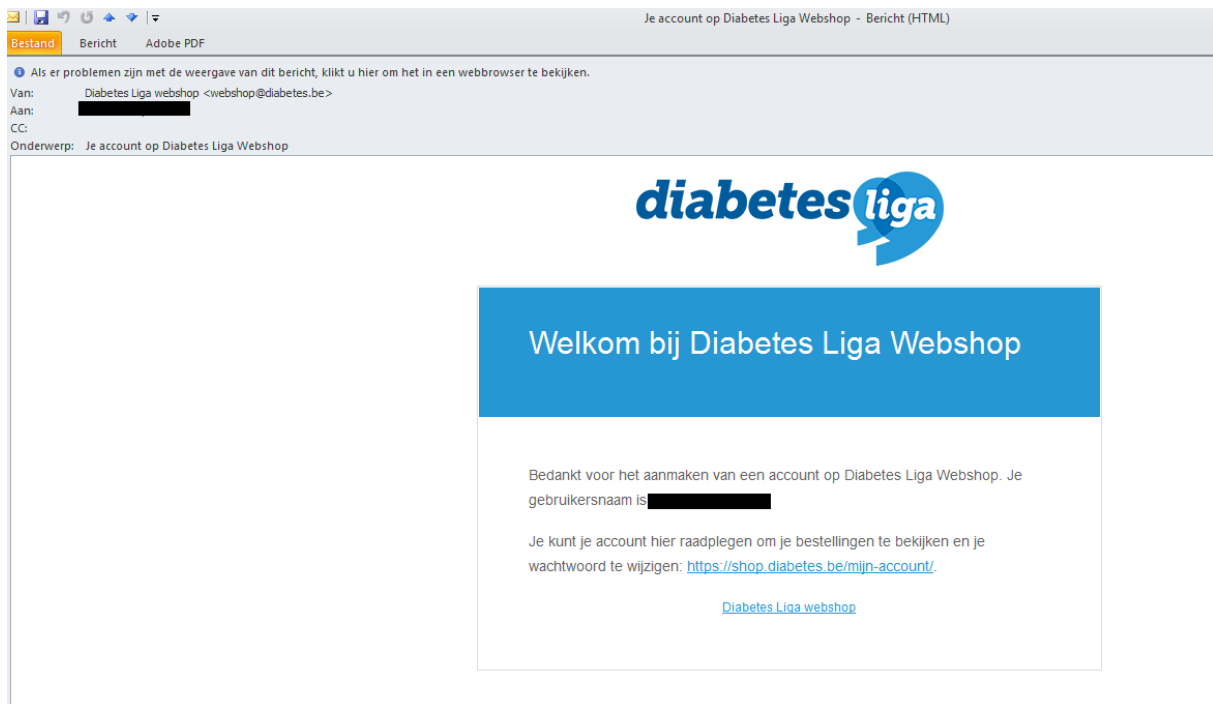 Je account op Diabetes Liga Webshop - Bericht (HTML)
Bestand Bericht Adobe PDF
Als er problemen zijn met de weergave van dit bericht, klikt u hier om het in een webbrowser te bekijken.
Van: Diabetes Liga webshop <webshop@diabetes.be>
Aan:
CC:
Onderwerp: Je account op Diabetes Liga Webshop
diabetes liga
Welkom bij Diabetes Liga Webshop
Bedankt voor het aanmaken van een account op Diabetes Liga Webshop. Je
gebruikersnaam is
Je kunt je account hier raadplegen om je bestellingen te bekijken en je
wachtwoord te wijzigen: https://shop.diabetes.be/mijn-account/.
Diabetes Liga webshop